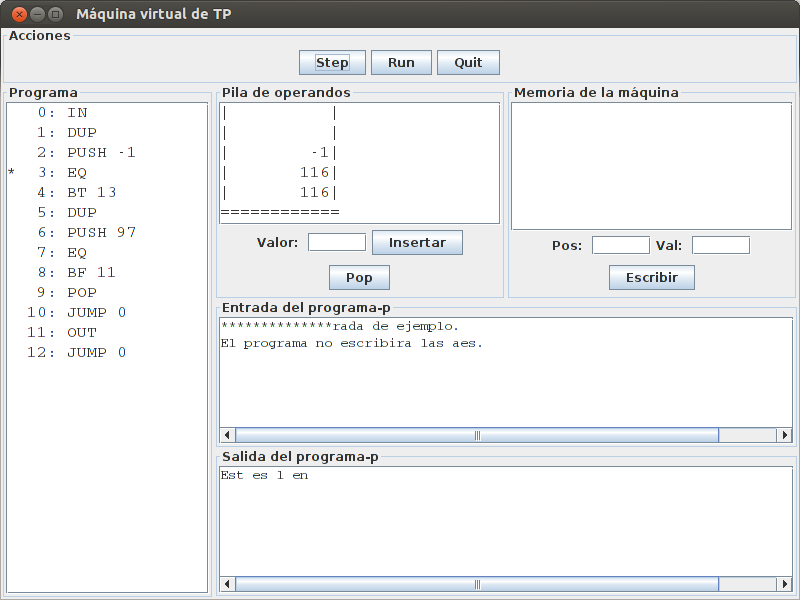 Máquina virtual de TP
Acciones
Step Run Quit
Programa
0: IN
1: DUP
2: PUSH -1
* 3: EQ
4: BT 13
5: DUP
6: PUSH 97
7: EQ
8: BF 11
9: POP
10: JUMP 0
11: OUT
12: JUMP 0
Pila de operandos
| |
| |
| -1|
| 116|
| 116|
============
Valor: Insertar
Pop
Memoria de la máquina
Pos: Val:
Escribir
Entrada del programa-p
**************rada de ejemplo.
El programa no escribira las aes.
Salida del programa-p
Est es l en